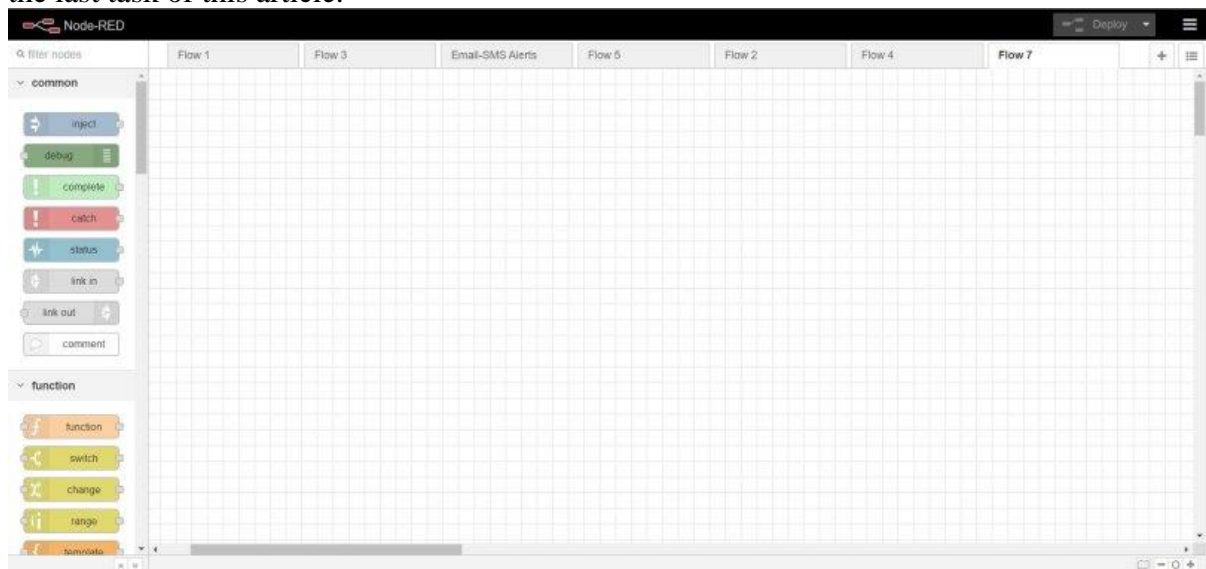 the last task of this article.
Node-RED
Deploy
filter nodes
Flow 1
Flow 3
Email-SMS Alerts
Flow 5
Flow 2
Flow 4
Flow 7
common
inject
debug
complete
catch
status
link in
link out
comment
function
function
switch
change
range
template